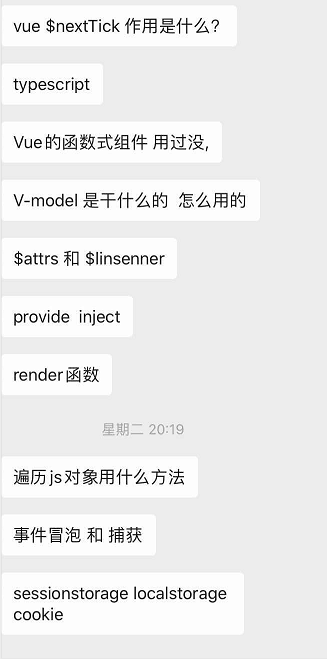 vue $nextTick 作用是什么?
typescript
Vue的函数式组件 用过没,
V-model 是干什么的 怎么用的
$attrs 和 $linsenner
provide inject
render函数
星期二 20:19
遍历js对象用什么方法
事件冒泡 和 捕获
sessionstorage localstorage
cookie